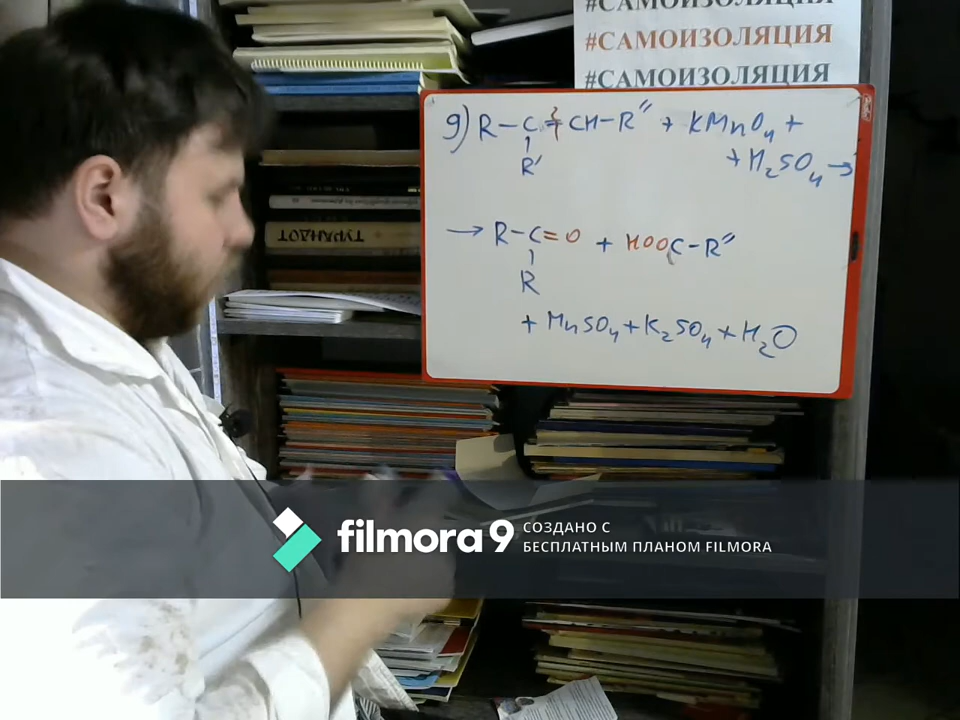 #САМОИЗОЛЯЦИЯ
#САМОИЗОЛЯЦИЯ
#САМОИЗОЛЯЦИЯ
9) R-C=CH-R″ + KMnO₄ +
R′
+H₂SO₄→
→ R-C=O + HOOC-R″
R
+ MnSO₄+K₂SO₄+H₂O
ТУРАНДОТ
filmora 9 СОЗДАНО С
БЕСПЛАТНЫМ ПЛАНОМ FILMORA